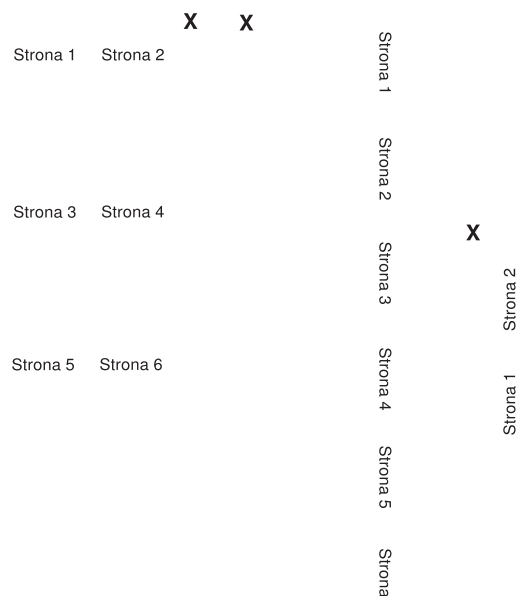 X X
Strona 1 Strona 2
Strona 3 Strona 4
Strona 5 Strona 6
Strona 1
Strona 2
Strona 3
Strona 4
Strona 5
Strona
X
Strona 2
Strona 1